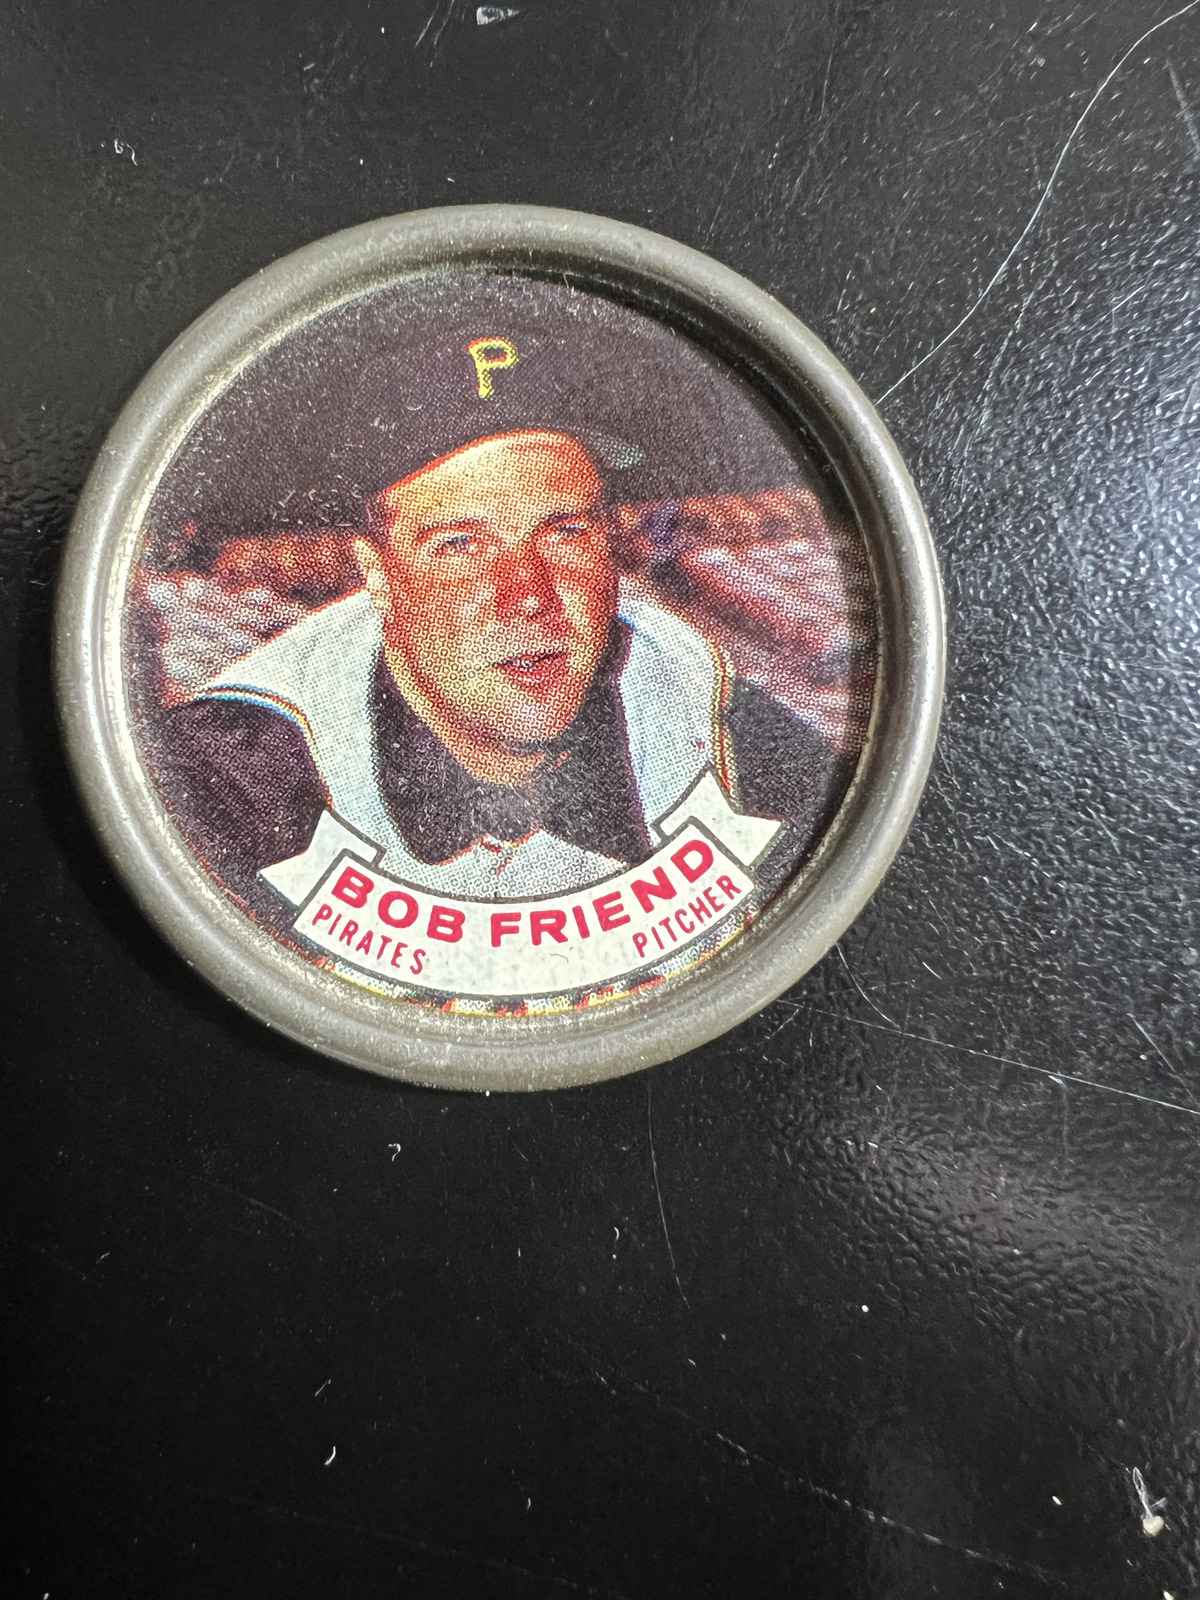 P
BOB FRIEND
PIRATES PITCHER